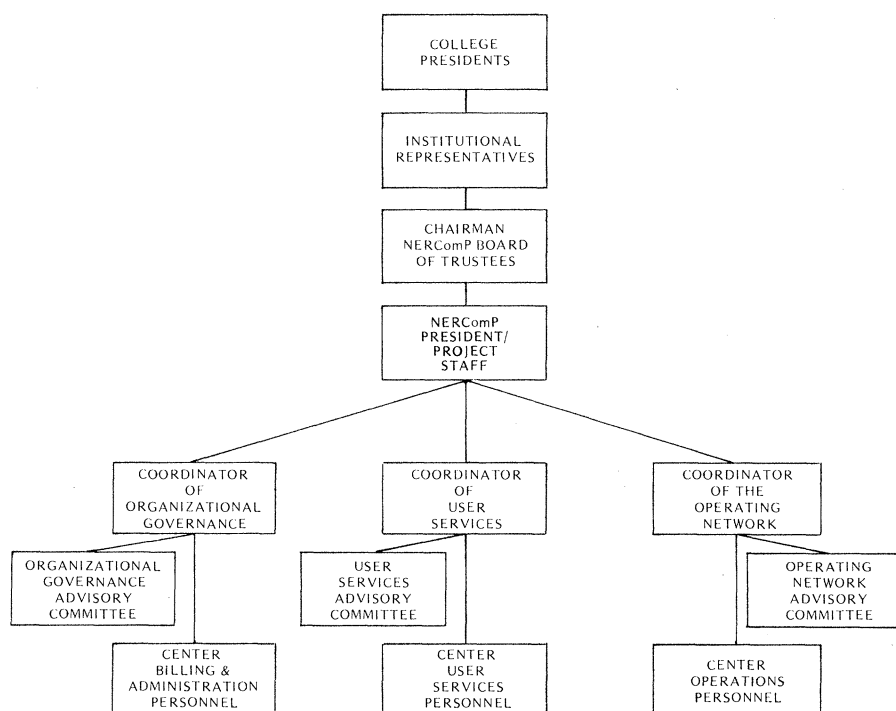 COLLEGE
PRESIDENTS
INSTITUTIONAL
REPRESENTATIVES
CHAIRMAN
NERComP BOARD
OF TRUSTEES
NERComP
PRESIDENT/
PROJECT
STAFF
COORDINATOR
OF
ORGANIZATIONAL
GOVERNANCE
COORDINATOR
OF
USER
SERVICES
COORDINATOR
OF THE
OPERATING
NETWORK
ORGANIZATIONAL
GOVERNANCE
ADVISORY
COMMITTEE
USER
SERVICES
ADVISORY
COMMITTEE
OPERATING
NETWORK
ADVISORY
COMMITTEE
CENTER
BILLING &
ADMINISTRATION
PERSONNEL
CENTER
USER
SERVICES
PERSONNEL
CENTER
OPERATIONS
PERSONNEL